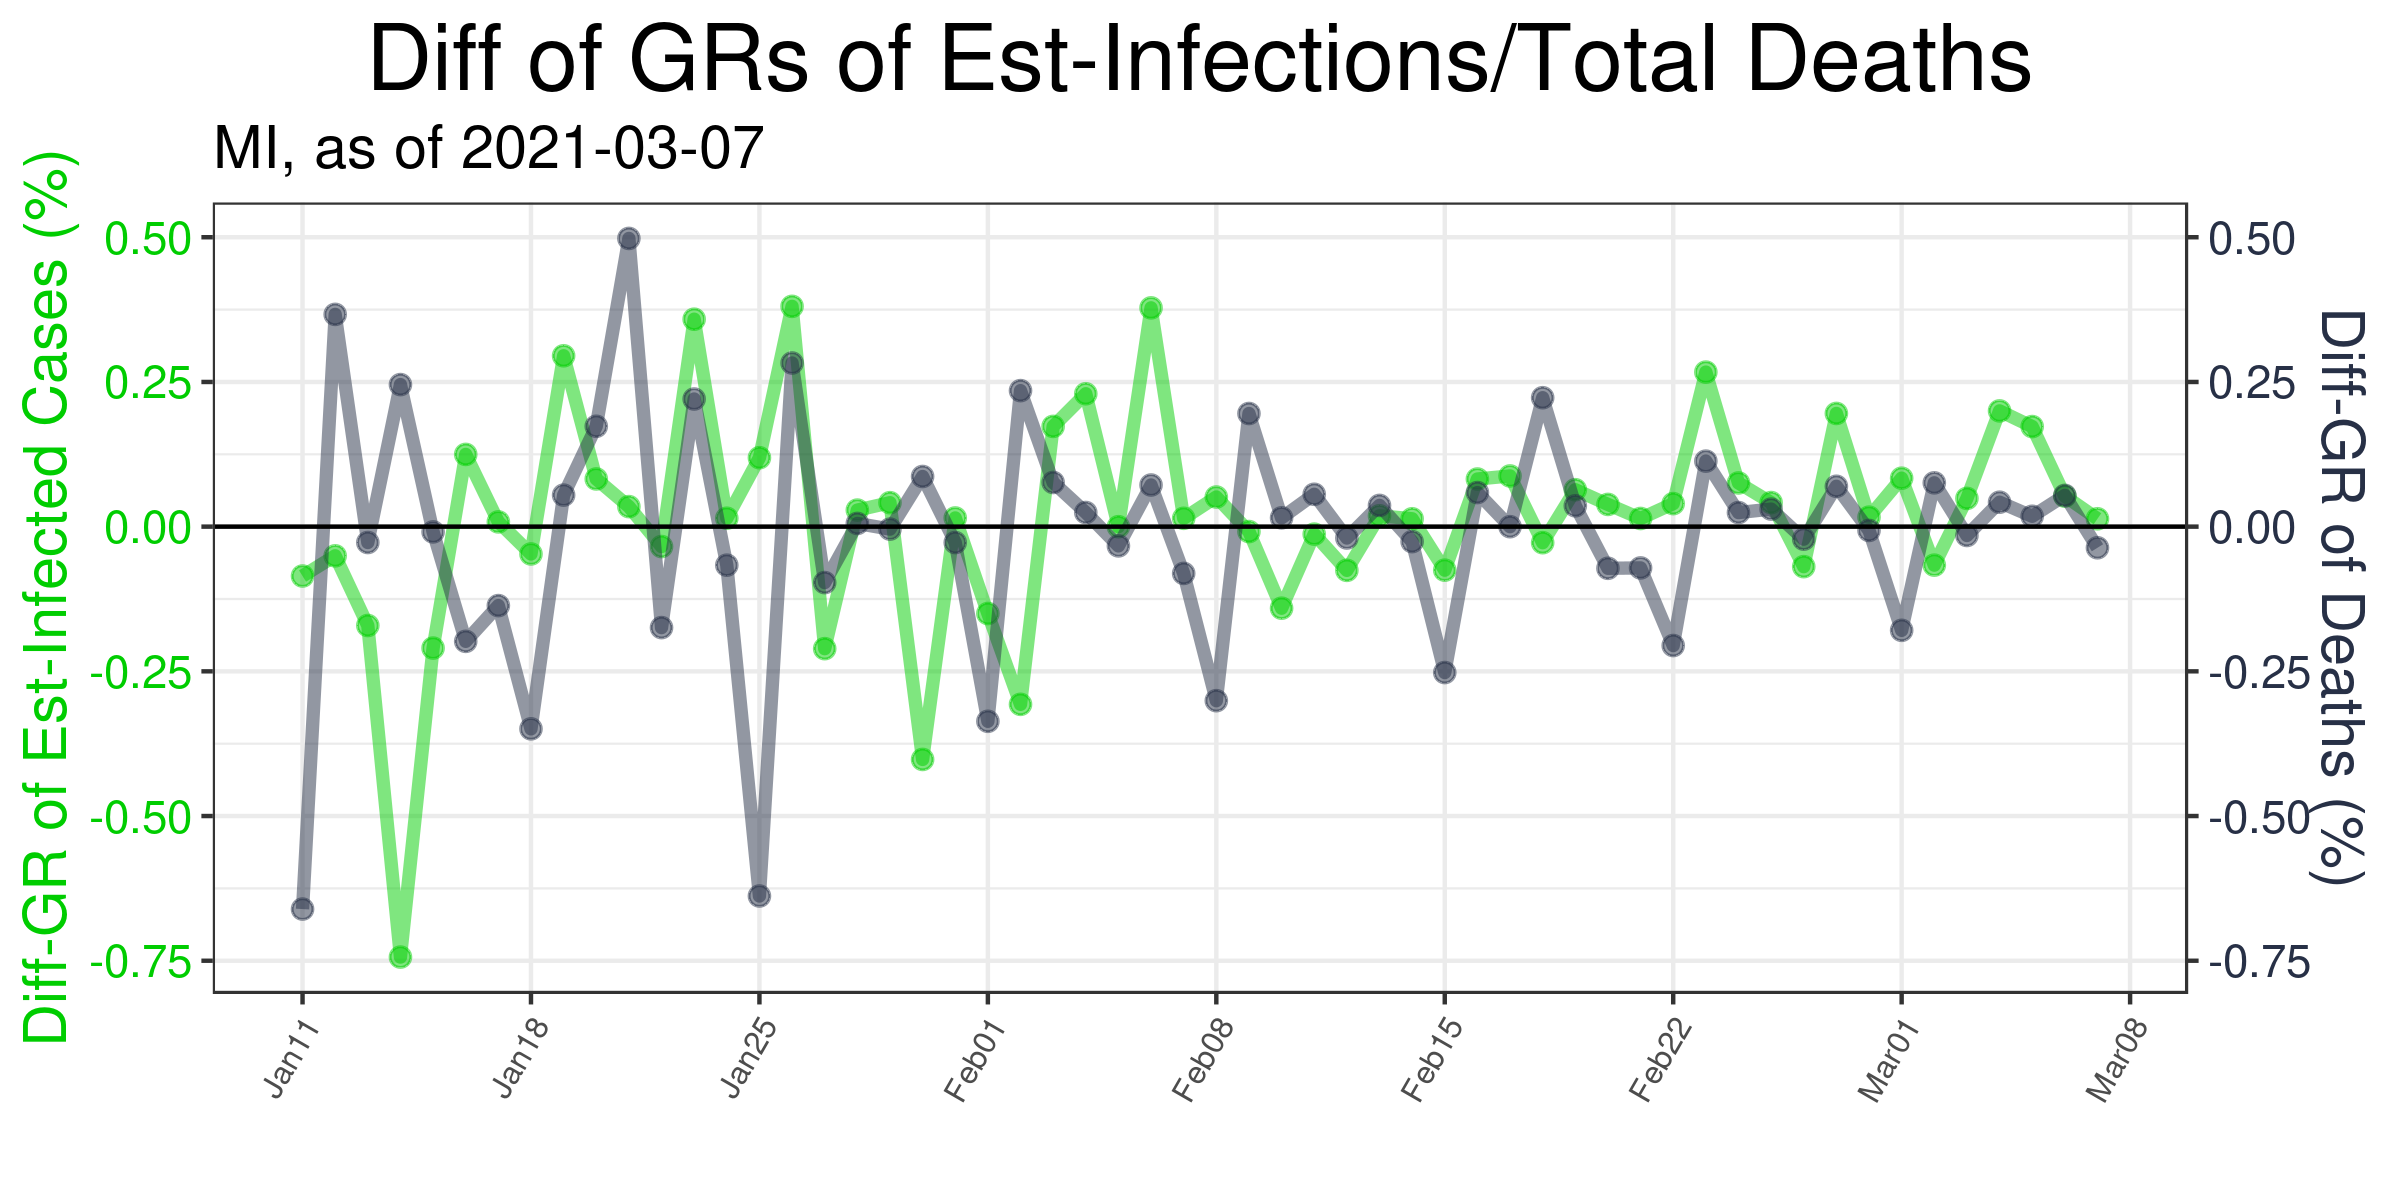 Diff of GRs of Est-Infections/Total Deaths
MI, as of 2021-03-07
Diff-GR of Est-Infected Cases (%)
0.50
0.25
0.00
-0.25
-0.50
-0.75
0.50
0.25
0.00
-0.25
-0.50
-0.75
Diff-GR of Deaths (%)
Jan11
Jan18
Jan25
Feb01
Feb08
Feb15
Feb22
Mar01
Mar08